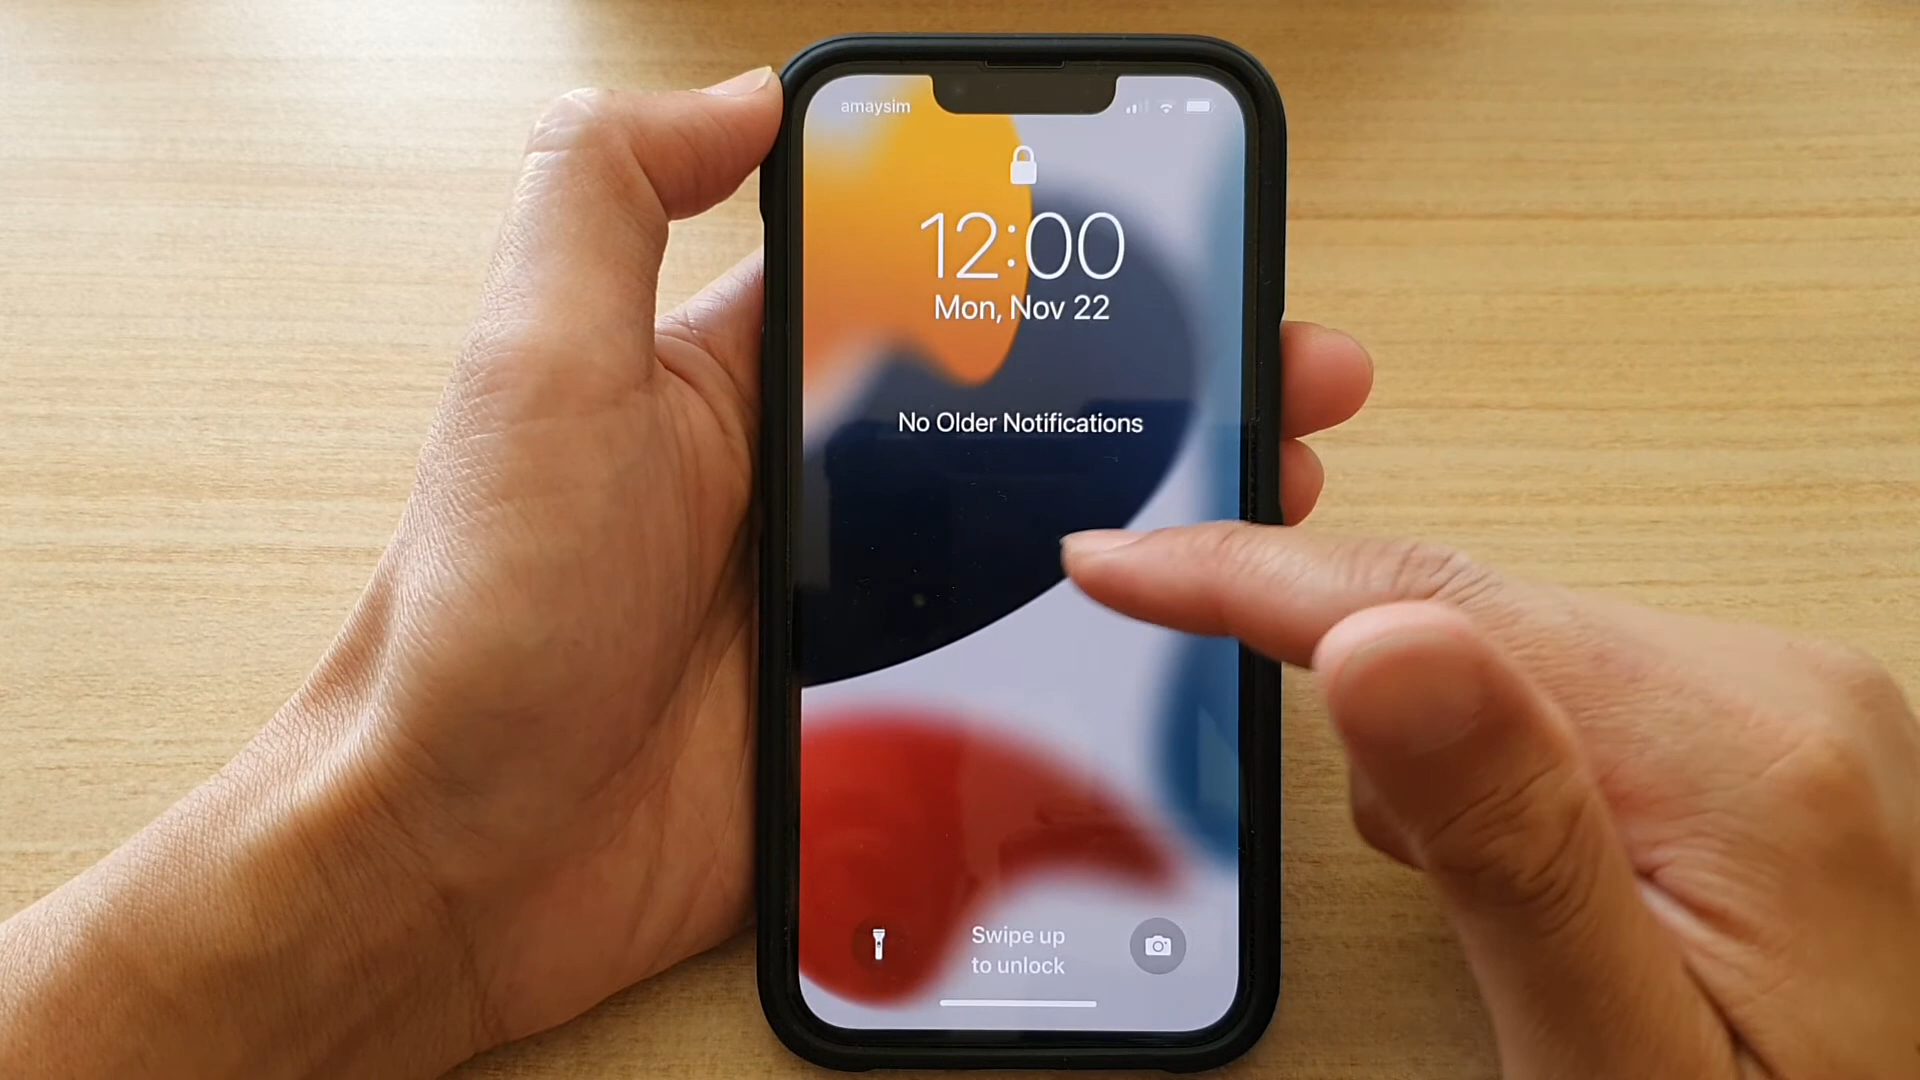 amaysim
12:00
Mon, Nov 22
No Older Notifications
Swipe up
to unlock